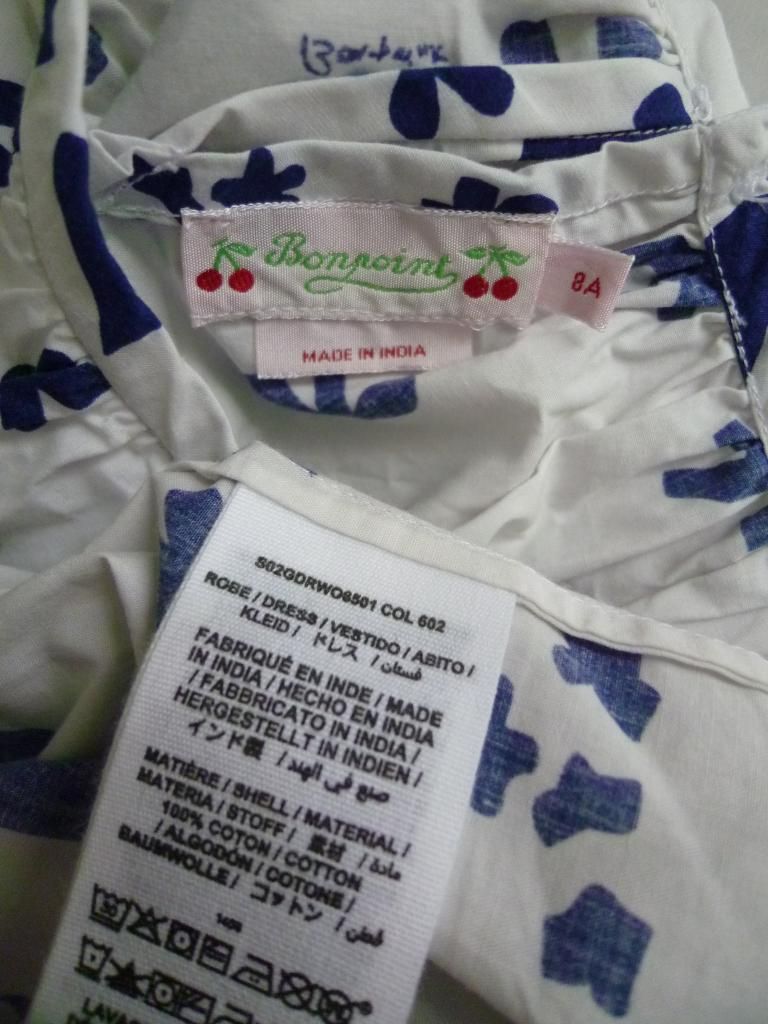 Bonpoint
8A
MADE IN INDIA
S02GDRWO6501 COL 602
ROBE / DRESS / VESTIDO / ABITO /
KLEID / ドレス / فستان
FABRIQUÉ EN INDE / MADE
IN INDIA / HECHO EN INDIA
/ FABBRICATO IN INDIA /
HERGESTELLT IN INDIEN /
インド製 / صنع في الهند
MATIÈRE / SHELL / MATERIAL /
MATERIA / STOFF / 素材 / مادة
100% COTON / COTTON
/ ALGODÓN / COTONE /
BAUMWOLLE / コットン / قطن